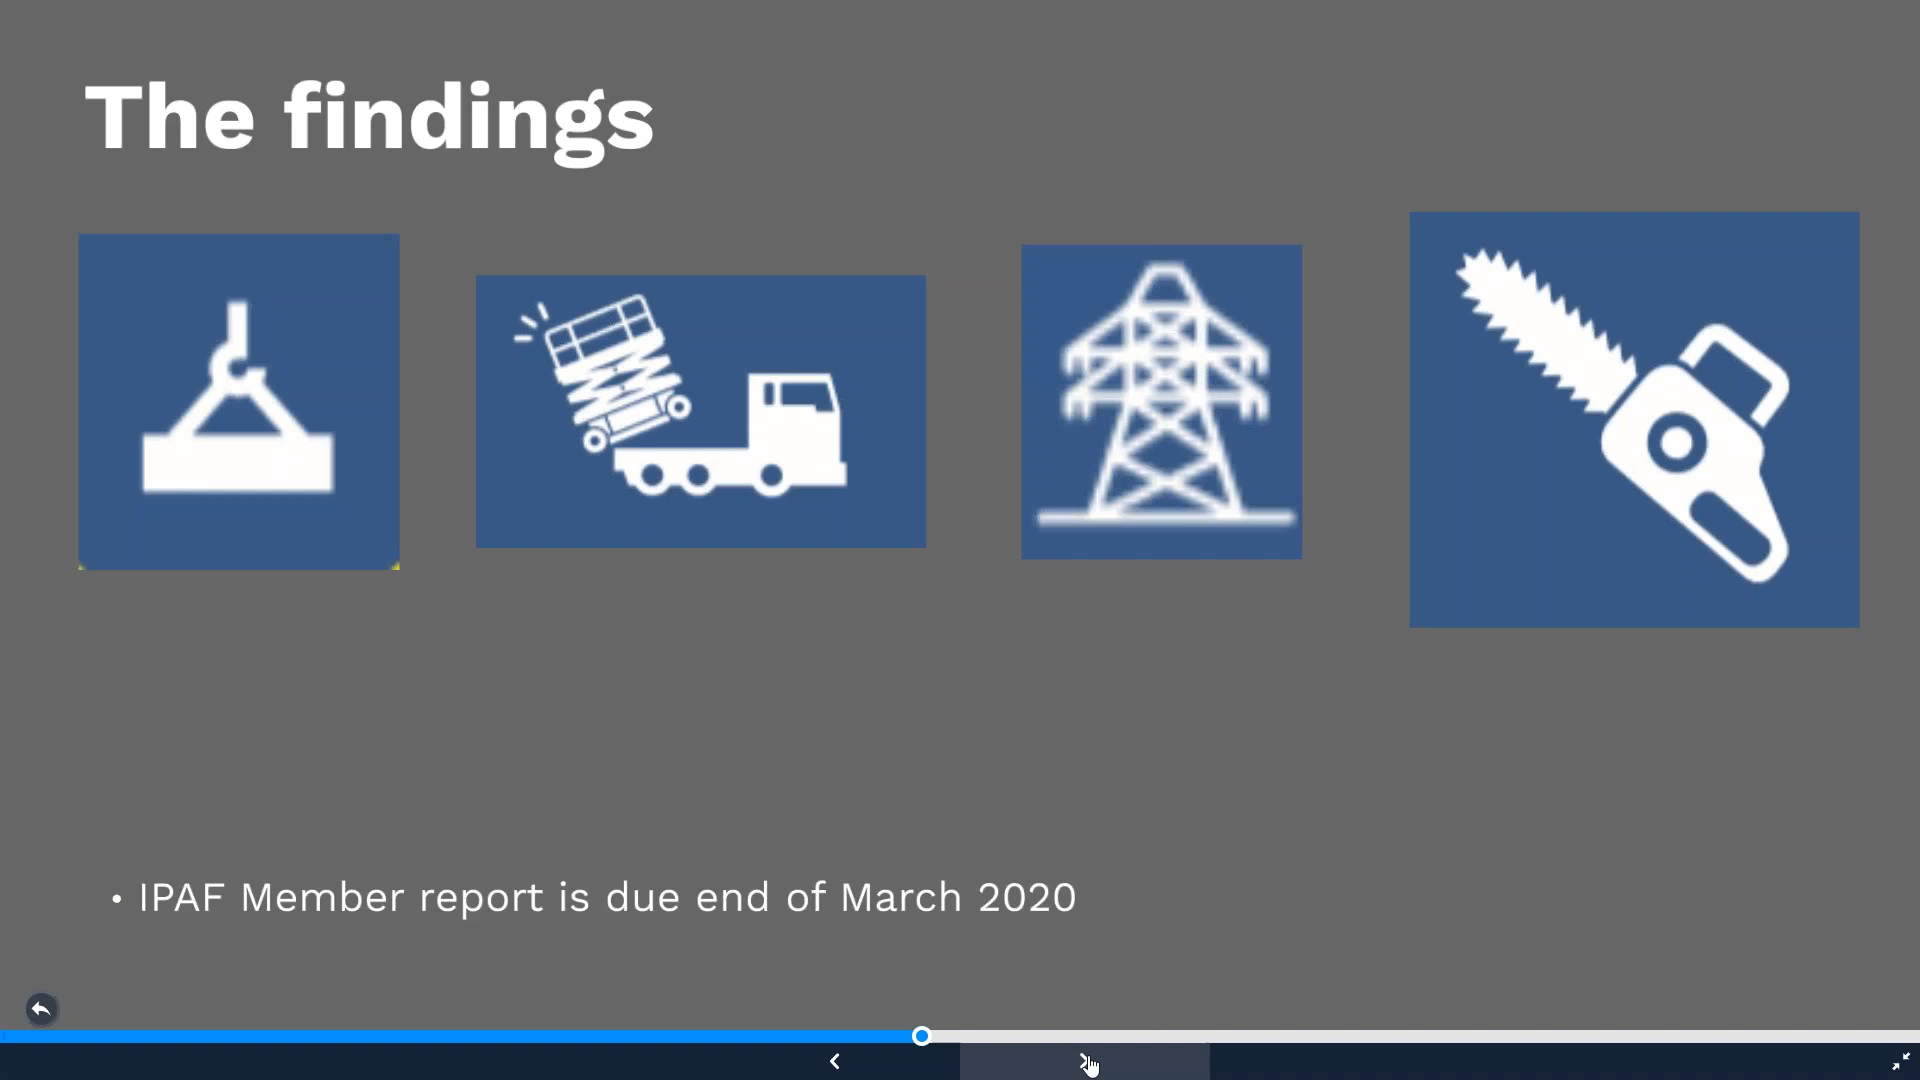 The findings
• IPAF Member report is due end of March 2020